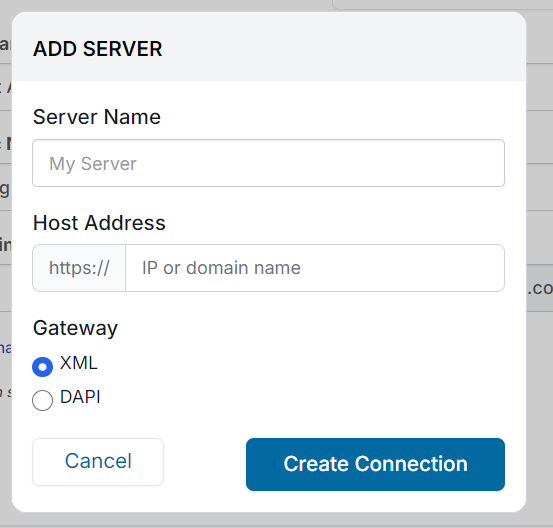 ADD SERVER
Server Name
My Server
Host Address
https:// IP or domain name
.co
Gateway
XML
DAPI
Cancel Create Connection